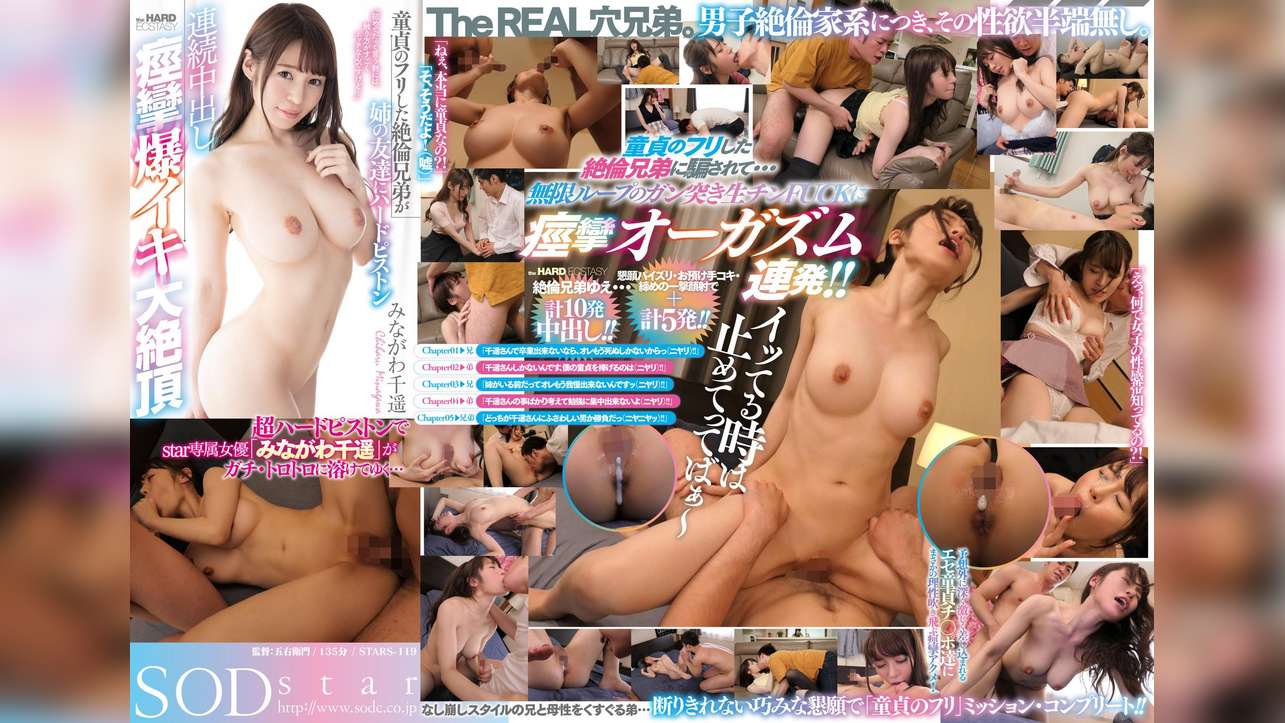 the HARD
ECSTASY
連続中出し
痙攣爆イキ大絶頂
童貞のフリした絶倫兄弟が
姉の友達にハードピストン
みながわ千遥
超ハードピストンで
star専属女優「みながわ千遥」が
ガチ・トロトロに溶けてゆく…
監督:五右衛門/135分/STARS-119
SODstar
http://www.sodc.co.jp
The REAL 穴兄弟。男子絶倫家系につき、その性欲半端無し。
「ねぇ、本当に童貞なの?!」
「そ、そうだよ!(嘘)」
童貞のフリした
絶倫兄弟に騙されて…
無限ループのガン突き生チンFUCK!に
痙攣オーガズム
連発!!
the HARD ECSTASY
絶倫兄弟ゆえ…
計10発
中出し!!
懇願パイズリ・お預け手コキ・
締めの一撃顔射で
+
計5発!!
Chapter01▶兄 「千遥さんで卒業出来ないなら、オレもう死ぬしかないからっ(ニヤリ)!!」
Chapter02▶弟 「千遥さんしかないんです、僕の童貞を捧げるのは(ニヤリ)!!」
Chapter03▶兄 「姉がいる前だってオレもう我慢出来ないんですッ(ニヤリ)!!」
Chapter04▶弟 「千遥さんの事ばかり考えて勉強に集中出来ないよ(ニヤリ)!!」
Chapter05▶兄弟 「どっちが千遥さんにふさわしい男か勝負だっ(ニヤニヤッ)!!」
イッてる時は
止めてってばぁ〜
「えっ、何で女子の性感帯知ってるの?!」
エセ童貞チ◯ポ達に
なし崩しスタイルの兄と母性をくすぐる弟…断りきれない巧みな懇願で「童貞のフリ」ミッション・コンプリート!!